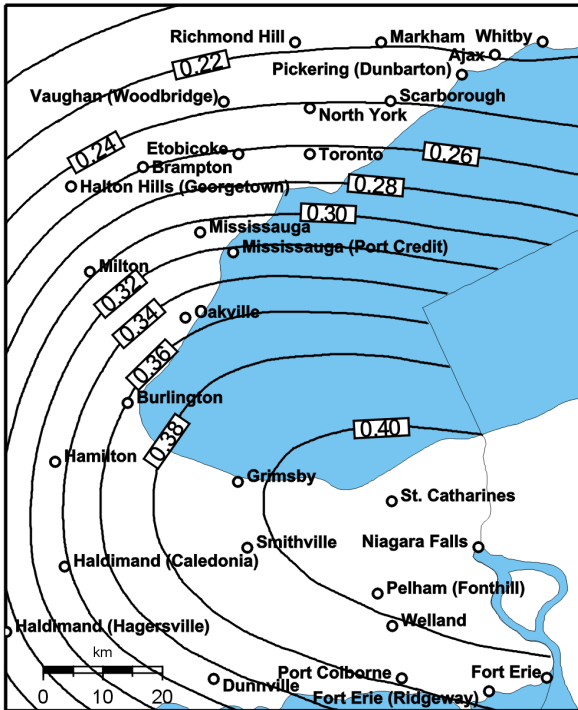 Richmond Hill Markham Whitby
Ajax
0.22
Pickering (Dunbarton)
Vaughan (Woodbridge) Scarborough
North York
0.24
Etobicoke Toronto 0.26
Brampton
Halton Hills (Georgetown) 0.28
0.30
Mississauga
Mississauga (Port Credit)
Milton
0.32
0.34 Oakville
0.36
Burlington
0.38 0.40
Hamilton
Grimsby
St. Catharines
Smithville Niagara Falls
Haldimand (Caledonia)
Pelham (Fonthill)
Haldimand (Hagersville) Welland
km
Port Colborne Fort Erie
Dunnville
0 10 20 Fort Erie (Ridgeway)